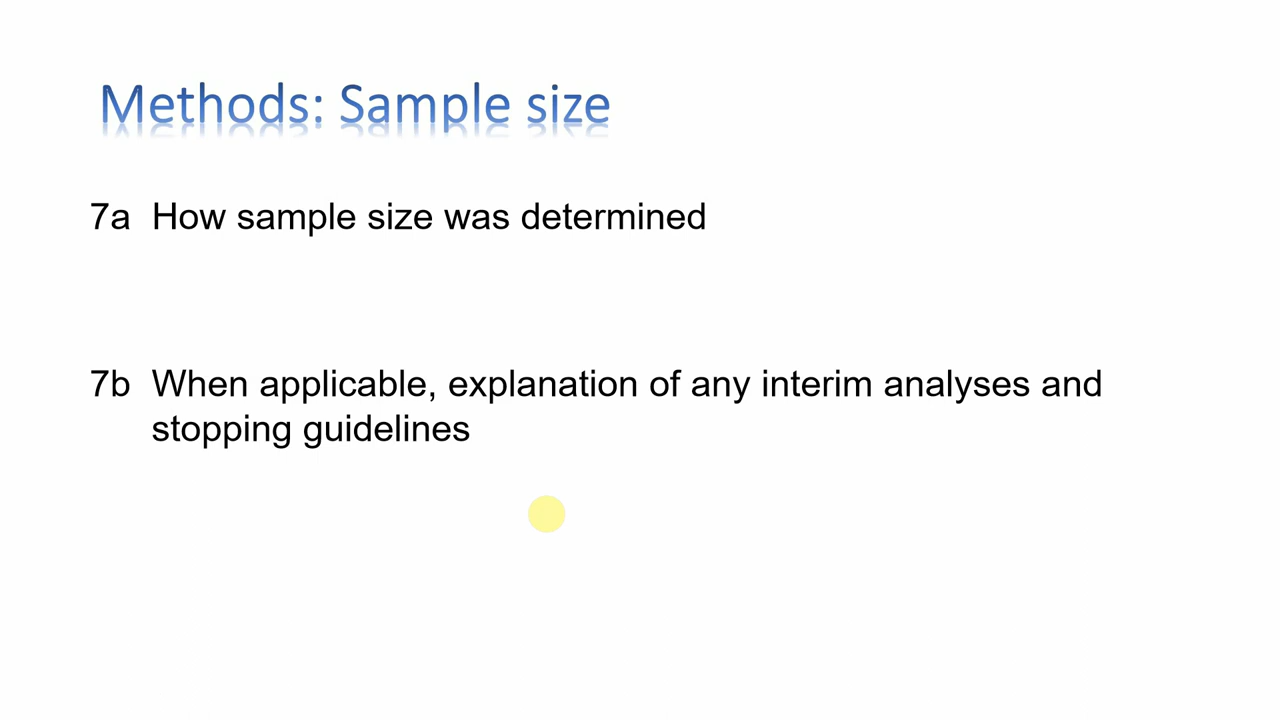 Methods: Sample size
7a How sample size was determined
7b When applicable, explanation of any interim analyses and
stopping guidelines